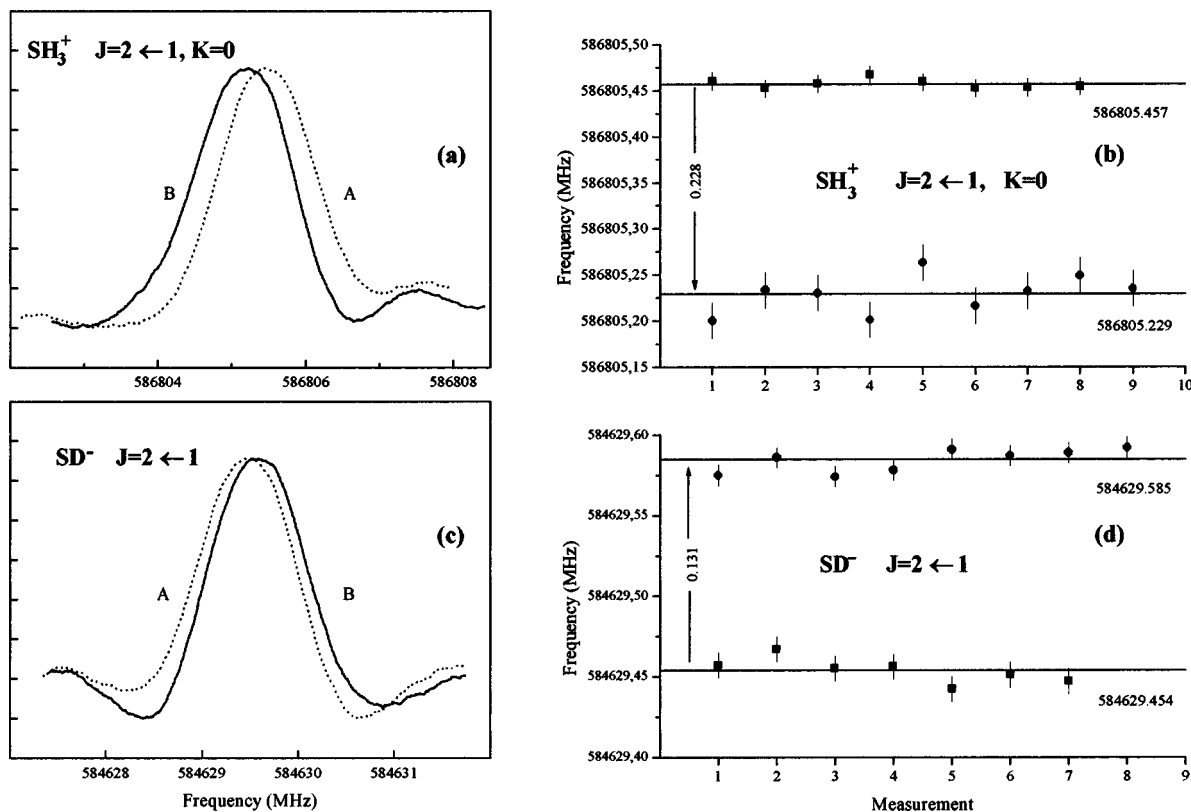 SH₃⁺ J=2 ← 1, K=0
(a)
B
A
586804
586806
586808
586805,50
586805,45
586805,40
586805,35
586805,30
586805,25
586805,20
586805,15
Frequency (MHz)
586805.457
(b)
0.228
SH₃⁺ J=2 ← 1, K=0
586805.229
1 2 3 4 5 6 7 8 9 10
SD⁻ J=2 ← 1
(c)
A
B
584628
584629
584630
584631
Frequency (MHz)
584629,60
584629,55
584629,50
584629,45
584629,40
Frequency (MHz)
584629.585
(d)
0.131
SD⁻ J=2 ← 1
584629.454
1 2 3 4 5 6 7 8 9
Measurement